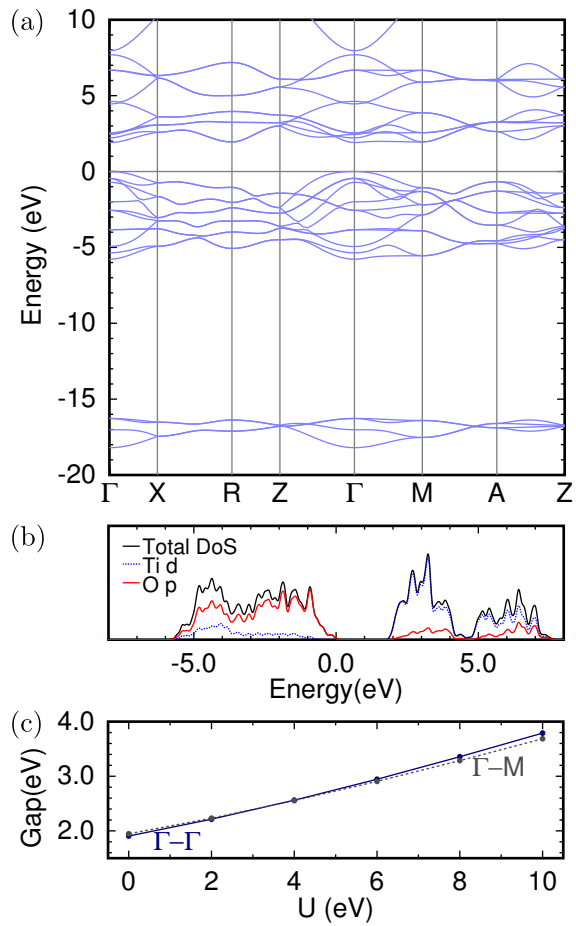 (a)
10
5
0
-5
-10
-15
-20
Energy (eV)
Γ X R Z Γ M A Z
(b)
Total DoS
Ti d
O p
-5.0 0.0 5.0
Energy(eV)
(c)
4.0
3.0
2.0
Gap(eV)
Γ–M
Γ–Γ
0 2 4 6 8 10
U (eV)